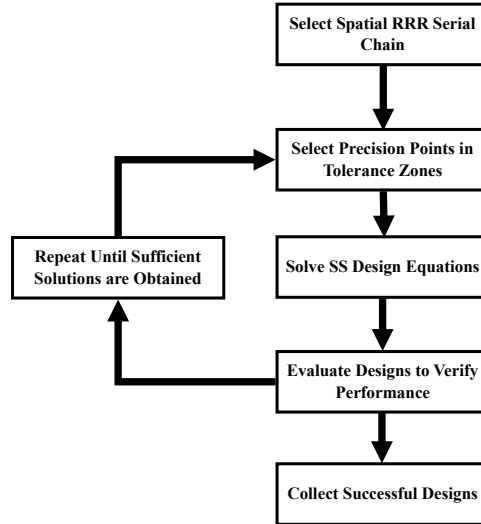 Select Spatial RRR Serial
Chain
Select Precision Points in
Tolerance Zones
Repeat Until Sufficient
Solutions are Obtained
Solve SS Design Equations
Evaluate Designs to Verify
Performance
Collect Successful Designs